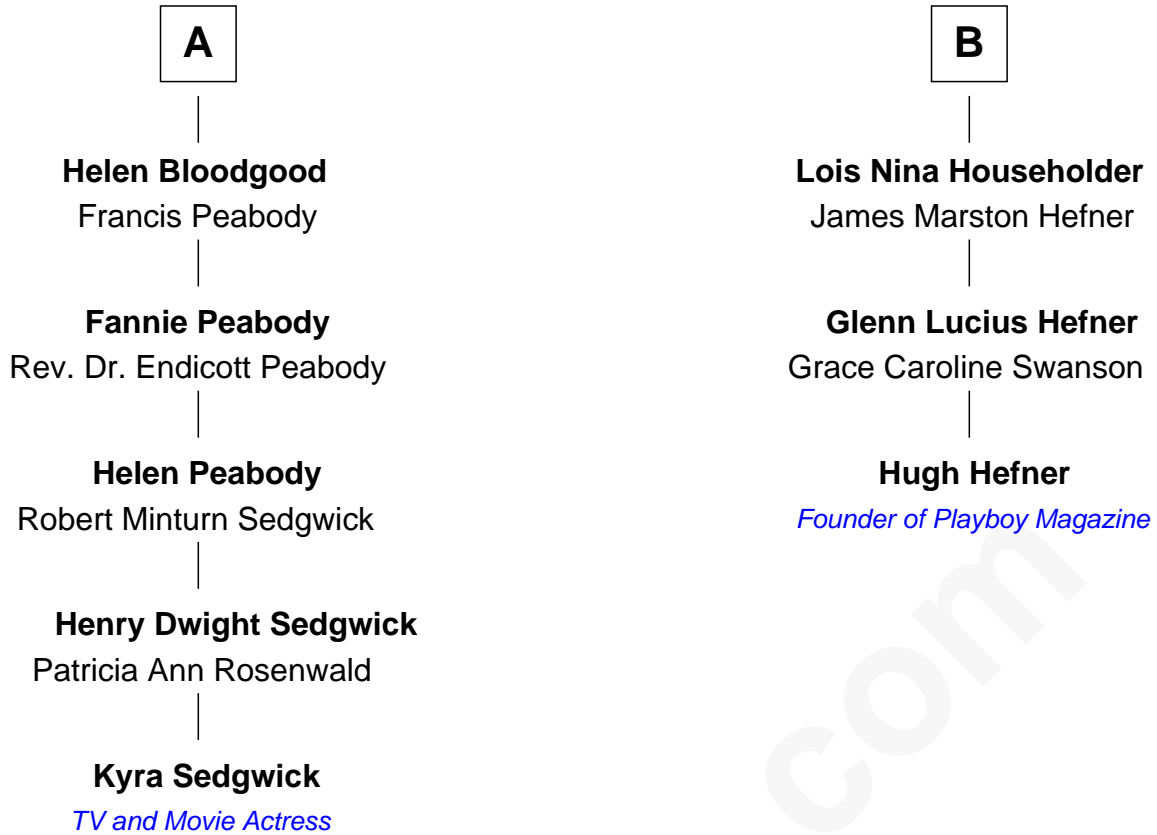 A
Helen Bloodgood
Francis Peabody
Fannie Peabody
Rev. Dr. Endicott Peabody
Helen Peabody
Robert Minturn Sedgwick
Henry Dwight Sedgwick
Patricia Ann Rosenwald
Kyra Sedgwick
TV and Movie Actress
B
Lois Nina Householder
James Marston Hefner
Glenn Lucius Hefner
Grace Caroline Swanson
Hugh Hefner
Founder of Playboy Magazine
com